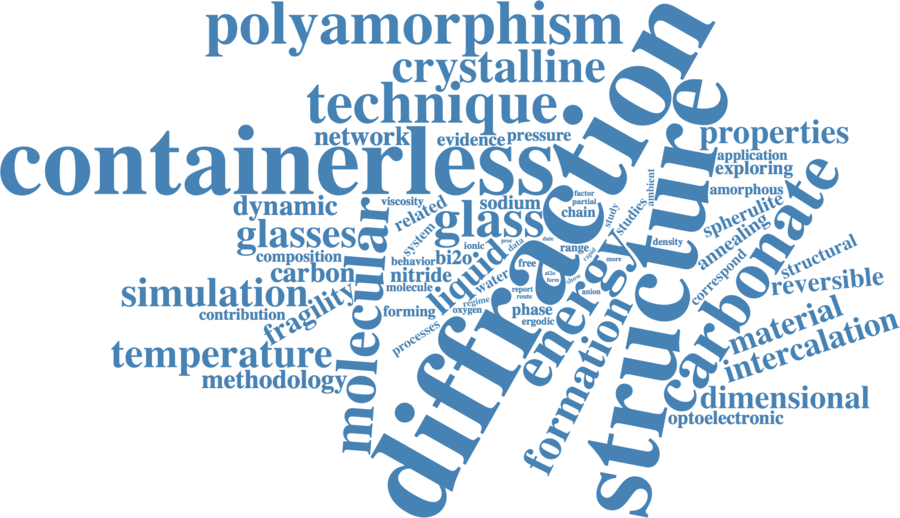 polyamorphism
crystalline
technique
network
evidence
pressure
containerless
diffraction
structure
properties
application
exploring
amorphous
ambient
factor
partial
chain
study
studies
viscosity
related
sodium
glass
dynamic
glasses
composition
carbon
system
ionic
proc
data
date
range
rapid
density
spherulite
annealing
carbonate
correspond
structural
reversible
behavior
bi2o
nitride
molecule
liquid
water
free
al2o
form
show
more
anion
energy
simulation
contribution
fragility
molecular
forming
processes
regime
oxygen
report
route
phase
ergodic
formation
temperature
methodology
material
intercalation
dimensional
optoelectronic